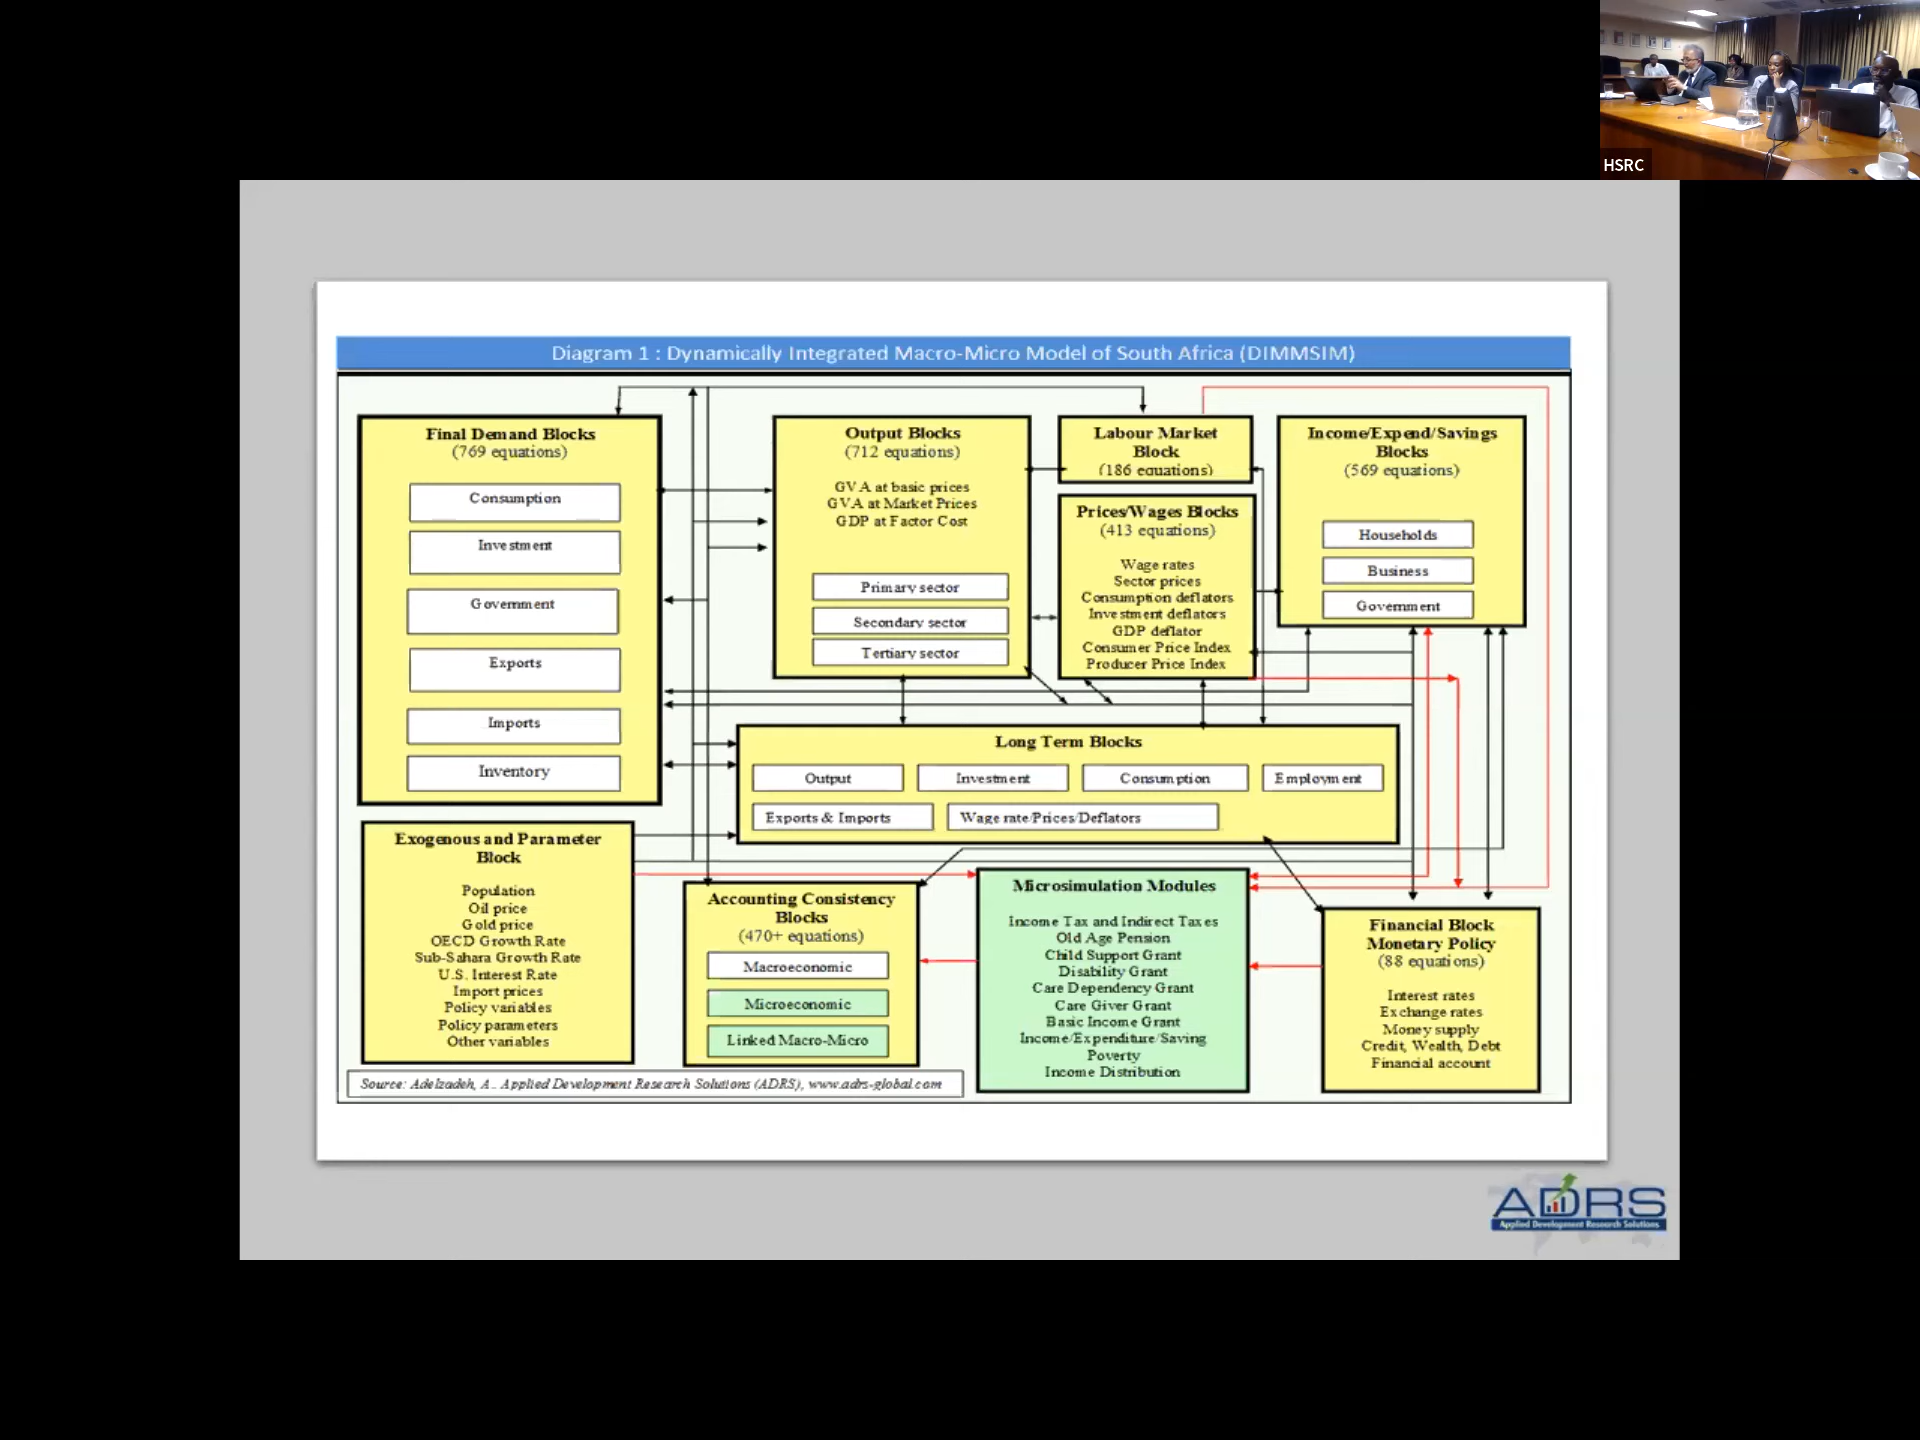 HSRC
Diagram 1 : Dynamically Integrated Macro-Micro Model of South Africa (DIMMSIM)
Final Demand Blocks
(769 equations)
Consumption
Investment
Government
Exports
Imports
Inventory
Output Blocks
(712 equations)
GVA at basic prices
GVA at Market Prices
GDP at Factor Cost
Primary sector
Secondary sector
Tertiary sector
Labour Market
Block
(186 equations)
Prices/Wages Blocks
(413 equations)
Wage rates
Sector prices
Consumption deflators
Investment deflators
GDP deflator
Consumer Price Index
Producer Price Index
Income/Expend/Savings
Blocks
(569 equations)
Households
Business
Government
Long Term Blocks
Output
Investment
Consumption
Employment
Exports & Imports
Wage rate/Prices/Deflators
Exogenous and Parameter
Block
Population
Oil price
Gold price
OECD Growth Rate
Sub-Sahara Growth Rate
U.S. Interest Rate
Import prices
Policy variables
Policy parameters
Other variables
Accounting Consistency
Blocks
(470+ equations)
Macroeconomic
Microeconomic
Linked Macro-Micro
Microsimulation Modules
Income Tax and Indirect Taxes
Old Age Pension
Child Support Grant
Disability Grant
Care Dependency Grant
Care Giver Grant
Basic Income Grant
Income/Expenditure/Saving
Poverty
Income Distribution
Financial Block
Monetary Policy
(88 equations)
Interest rates
Exchange rates
Money supply
Credit, Wealth, Debt
Financial account
Source: Adelzadeh, A.. Applied Development Research Solutions (ADRS), www.adrs-global.com
ADRS
Applied Development Research Solutions